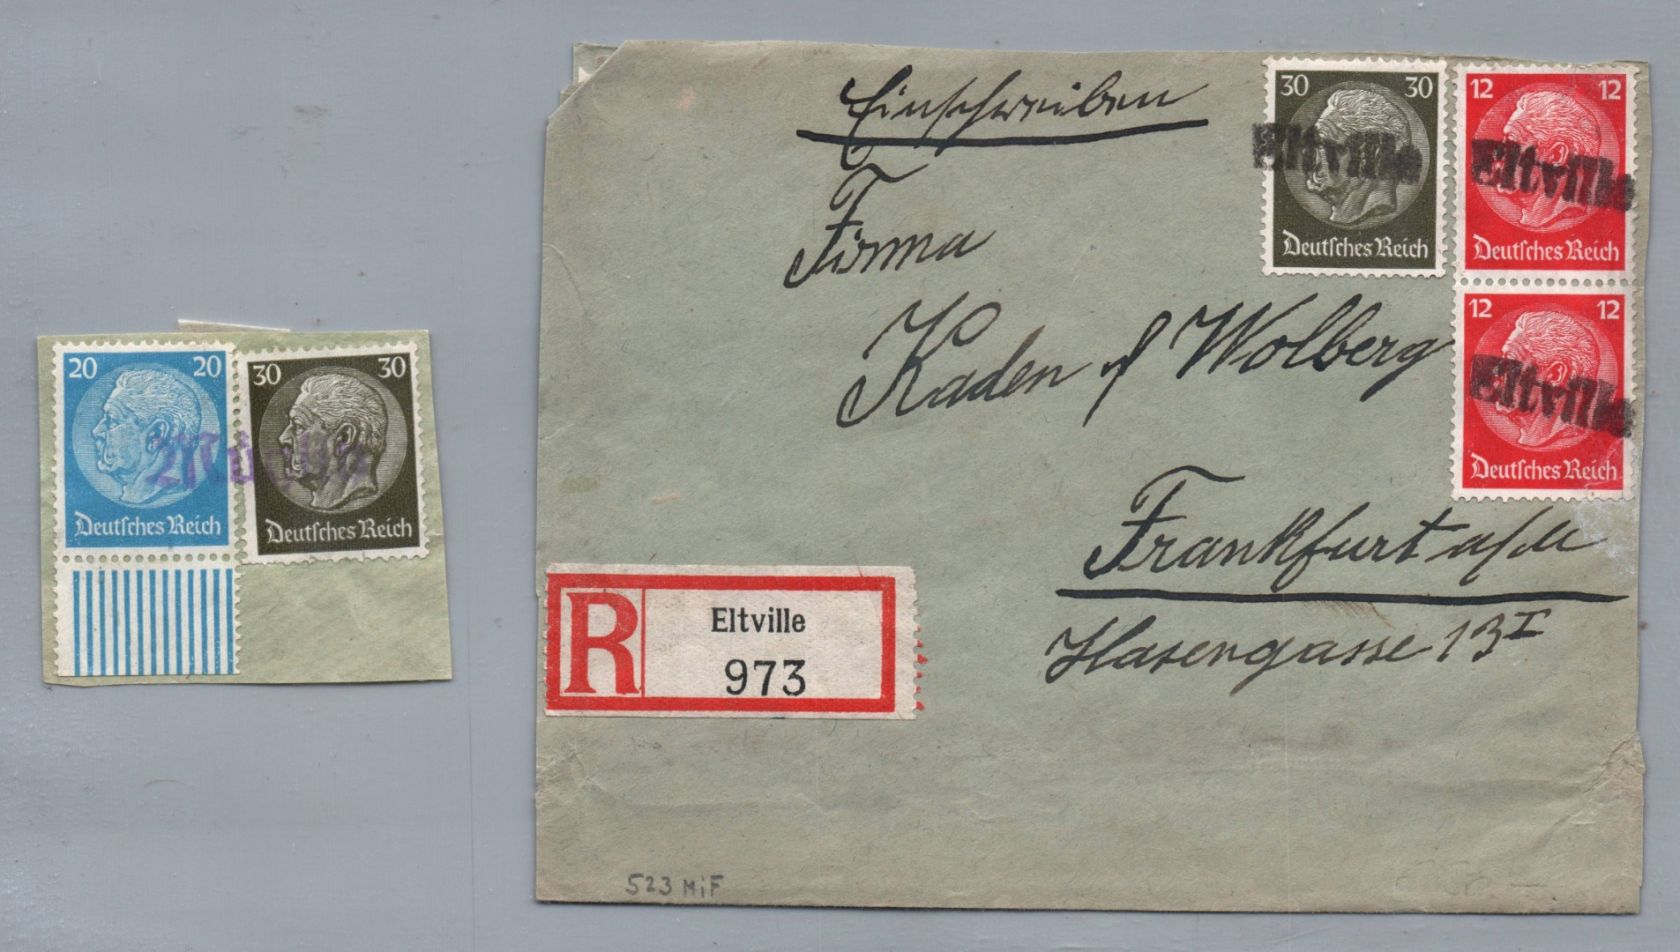 20 20
Deutsches Reich
30 30
Deutsches Reich
Einschreiben
Firma
Kaden & Wolberg
Frankfurt a/M
Hasengasse 13 I
30 30
Eltville
Deutsches Reich
12 12
Eltville
Deutsches Reich
12 12
Eltville
Deutsches Reich
R
Eltville
973
523 MiF